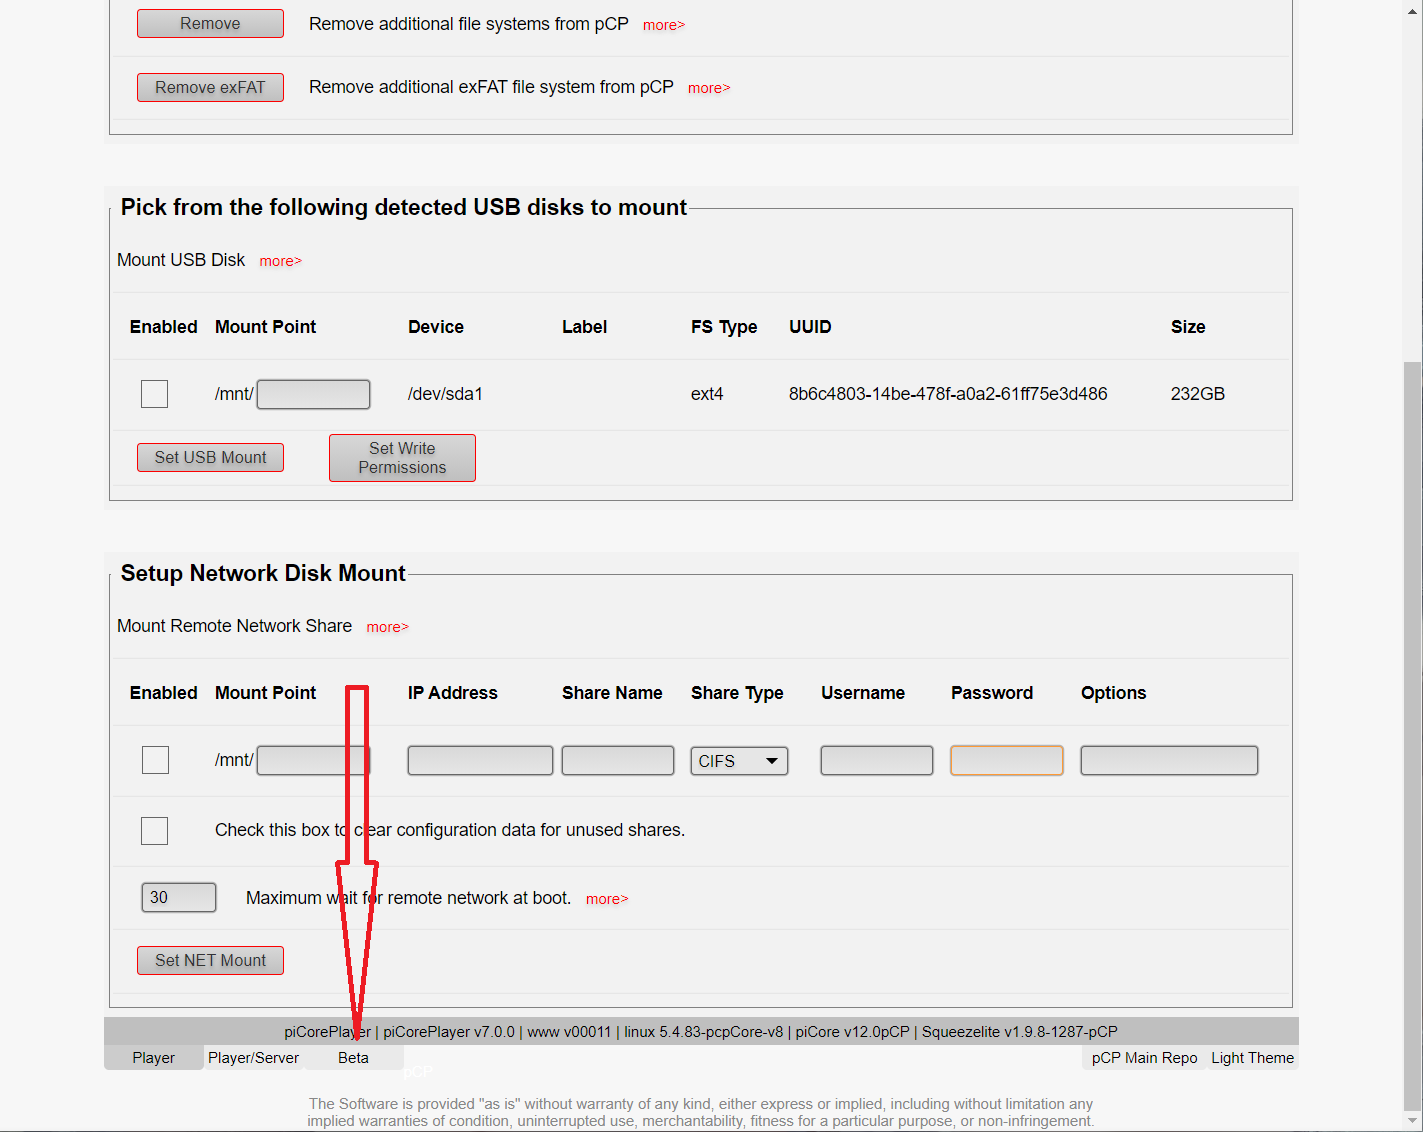 Remove Remove additional file systems from pCP more>
Remove exFAT Remove additional exFAT file system from pCP more>
Pick from the following detected USB disks to mount
Mount USB Disk more>
Enabled Mount Point Device Label FS Type UUID Size
/mnt/ /dev/sda1 ext4 8b6c4803-14be-478f-a0a2-61ff75e3d486 232GB
Set USB Mount Set Write
Permissions
Setup Network Disk Mount
Mount Remote Network Share more>
Enabled Mount Point IP Address Share Name Share Type Username Password Options
/mnt/ CIFS
Check this box to clear configuration data for unused shares.
30 Maximum wait for remote network at boot. more>
Set NET Mount
piCorePlayer | piCorePlayer v7.0.0 | www v00011 | linux 5.4.83-pcpCore-v8 | piCore v12.0pCP | Squeezelite v1.9.8-1287-pCP
Player Player/Server Beta pCP Main Repo Light Theme
pCP
The Software is provided "as is" without warranty of any kind, either express or implied, including without limitation any
implied warranties of condition, uninterrupted use, merchantability, fitness for a particular purpose, or non-infringement.